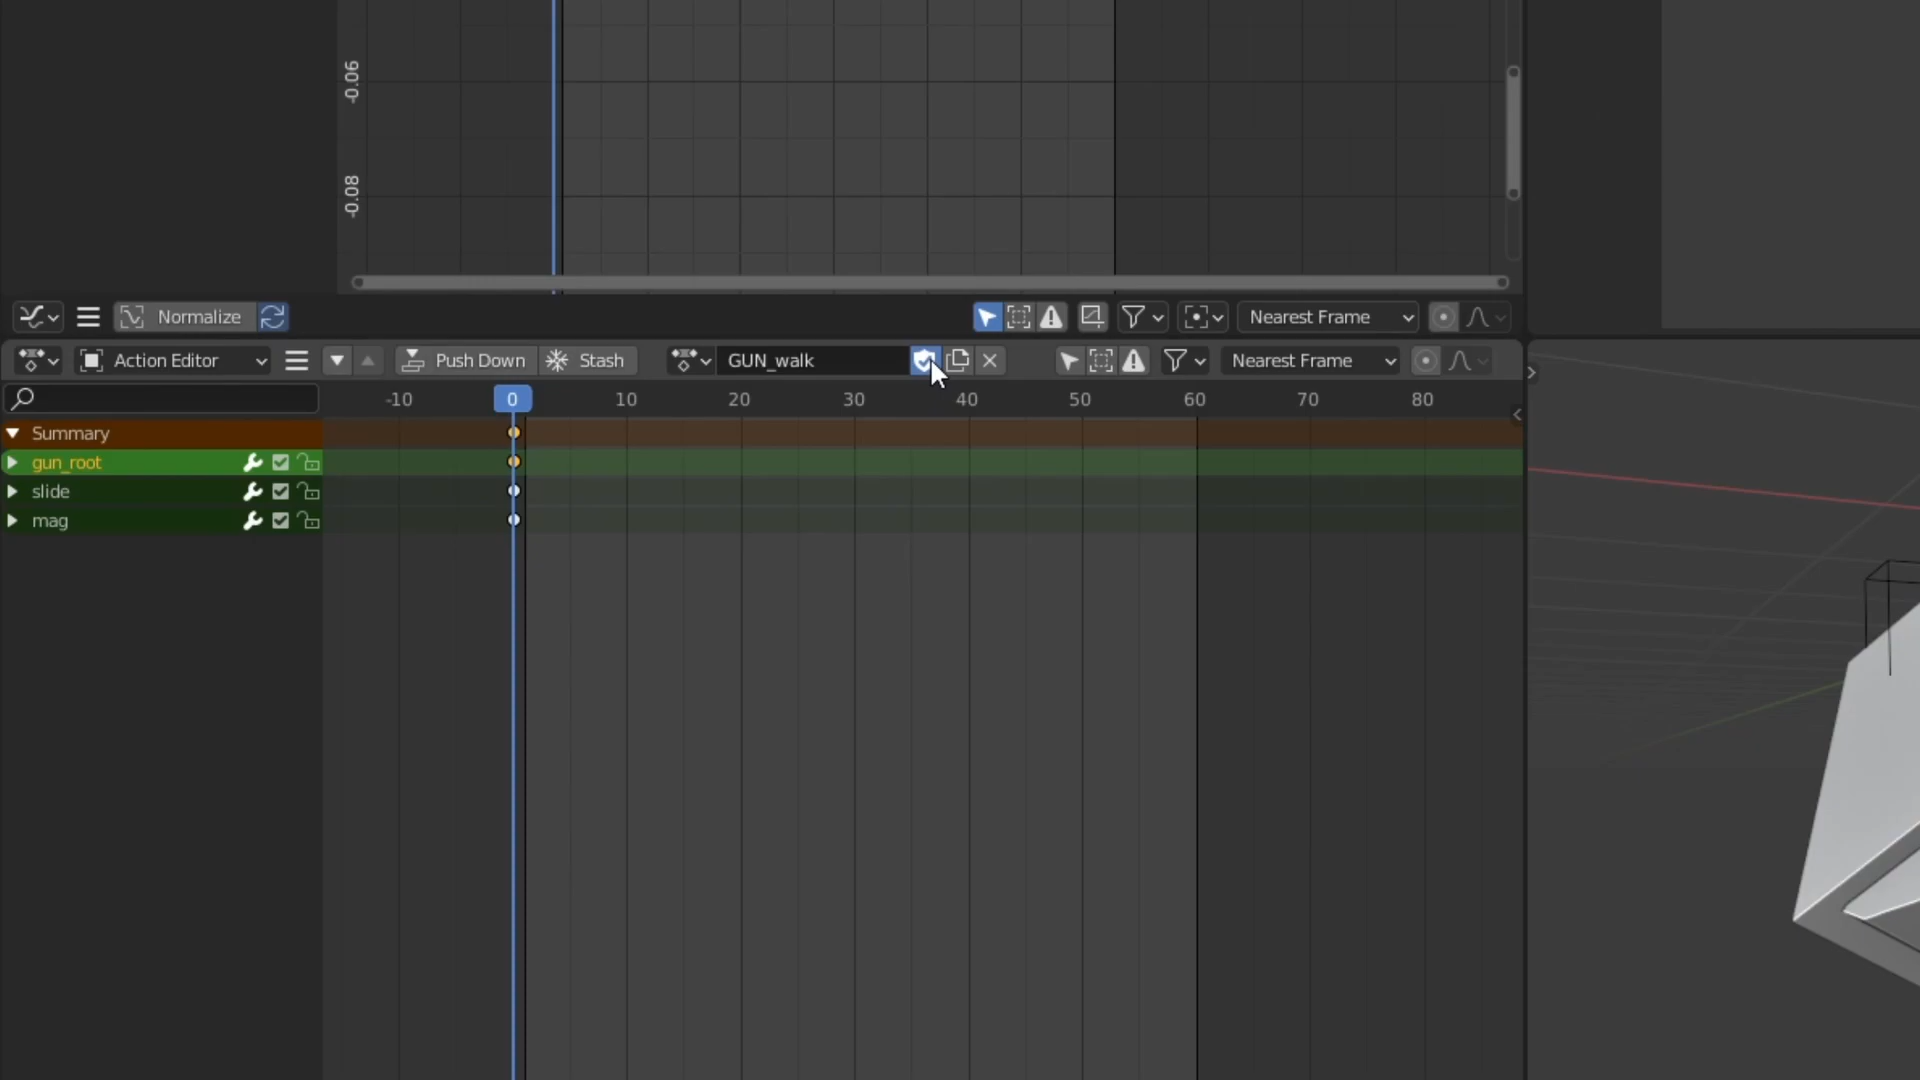 -0.06
-0.08
Normalize
Nearest Frame
Action Editor
Push Down
Stash
GUN_walk
Nearest Frame
-10
0
10
20
30
40
50
60
70
80
Summary
gun_root
slide
mag